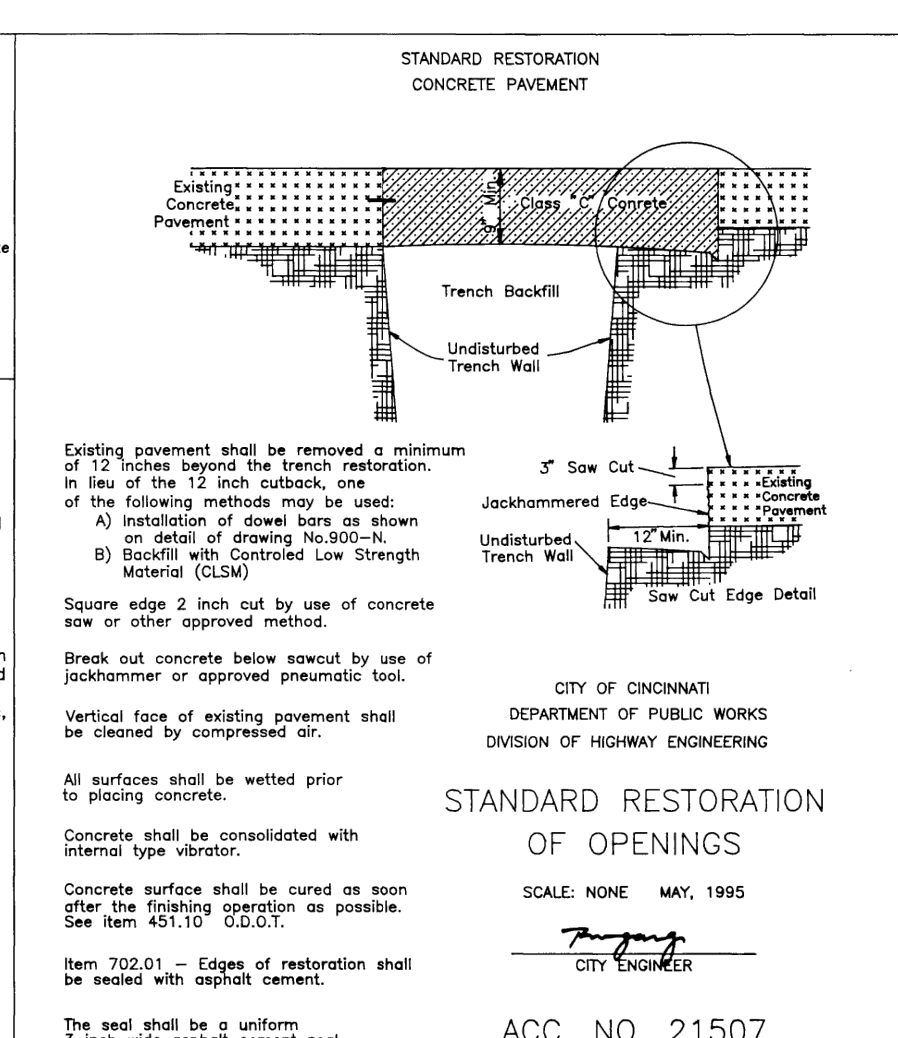 STANDARD RESTORATION
CONCRETE PAVEMENT
Existing
Concrete
Pavement
9" Min.
Class "C" Conrete
Trench Backfill
Undisturbed
Trench Wall
Existing pavement shall be removed a minimum
of 12 inches beyond the trench restoration.
In lieu of the 12 inch cutback, one
of the following methods may be used:
A) Installation of dowel bars as shown
on detail of drawing No.900-N.
B) Backfill with Controled Low Strength
Material (CLSM)
Square edge 2 inch cut by use of concrete
saw or other approved method.
Break out concrete below sawcut by use of
jackhammer or approved pneumatic tool.
Vertical face of existing pavement shall
be cleaned by compressed air.
All surfaces shall be wetted prior
to placing concrete.
Concrete shall be consolidated with
internal type vibrator.
Concrete surface shall be cured as soon
after the finishing operation as possible.
See item 451.10 O.D.O.T.
Item 702.01 – Edges of restoration shall
be sealed with asphalt cement.
The seal shall be a uniform
inch wide asphalt cement seal
3" Saw Cut
Existing
Concrete
Pavement
Jackhammered Edge
12" Min.
Undisturbed
Trench Wall
Saw Cut Edge Detail
CITY OF CINCINNATI
DEPARTMENT OF PUBLIC WORKS
DIVISION OF HIGHWAY ENGINEERING
STANDARD RESTORATION
OF OPENINGS
SCALE: NONE MAY, 1995
CITY ENGINEER
ACC. NO. 21507